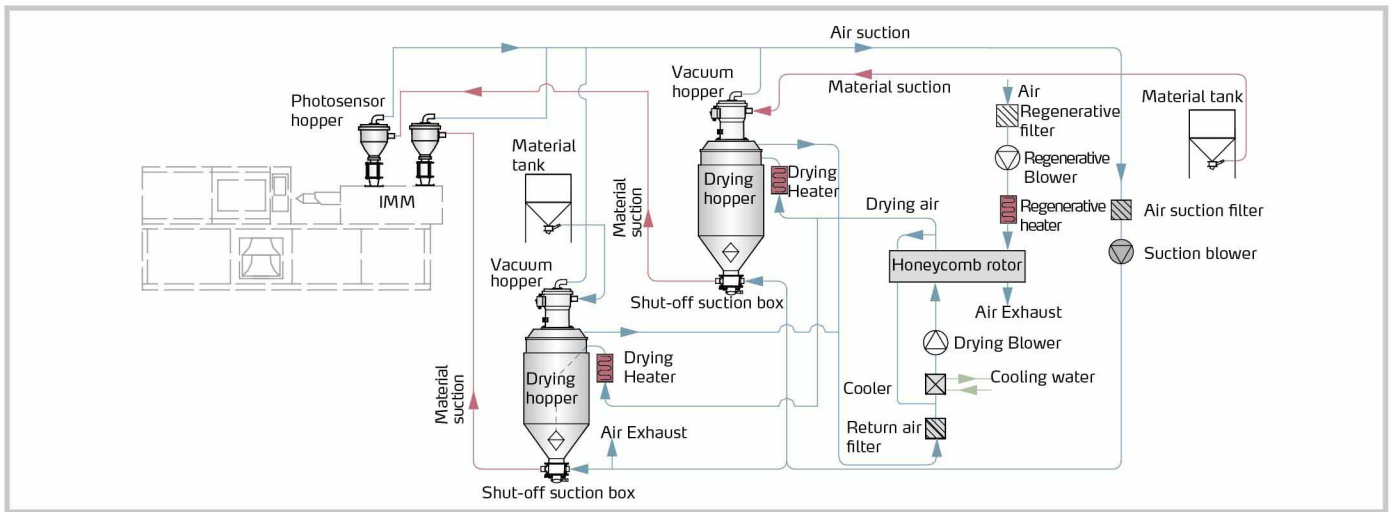 Air suction
Vacuum
hopper
Material suction
Air
Regenerative
filter
Material tank
Photosensor
hopper
Material
tank
Regenerative
Blower
Drying
hopper
Drying
Heater
IMM
Material
suction
Drying air
Regenerative
heater
Air suction filter
Suction blower
Honeycomb rotor
Vacuum
hopper
Shut-off suction box
Air Exhaust
Drying Blower
Drying
hopper
Drying
Heater
Cooler
Cooling water
Material
suction
Air Exhaust
Return air
filter
Shut-off suction box